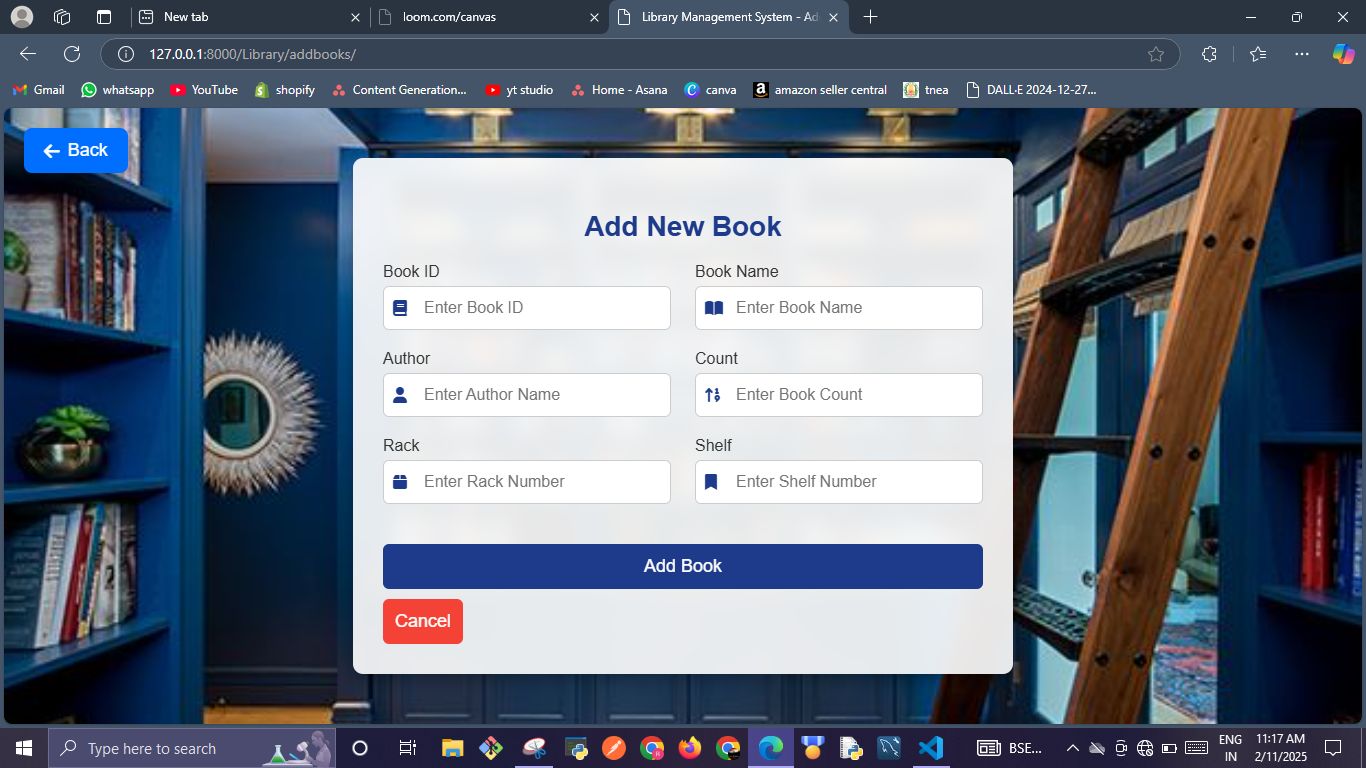 New tab
loom.com/canvas
Library Management System - Ad
127.0.0.1:8000/Library/addbooks/
Gmail
whatsapp
YouTube
shopify
Content Generation...
yt studio
Home - Asana
canva
amazon seller central
tnea
DALL·E 2024-12-27...
Back
Add New Book
Book ID
Book Name
Enter Book ID
Enter Book Name
Author
Count
Enter Author Name
Enter Book Count
Rack
Shelf
Enter Rack Number
Enter Shelf Number
Add Book
Cancel
Type here to search
BSE...
ENG
IN
11:17 AM
2/11/2025